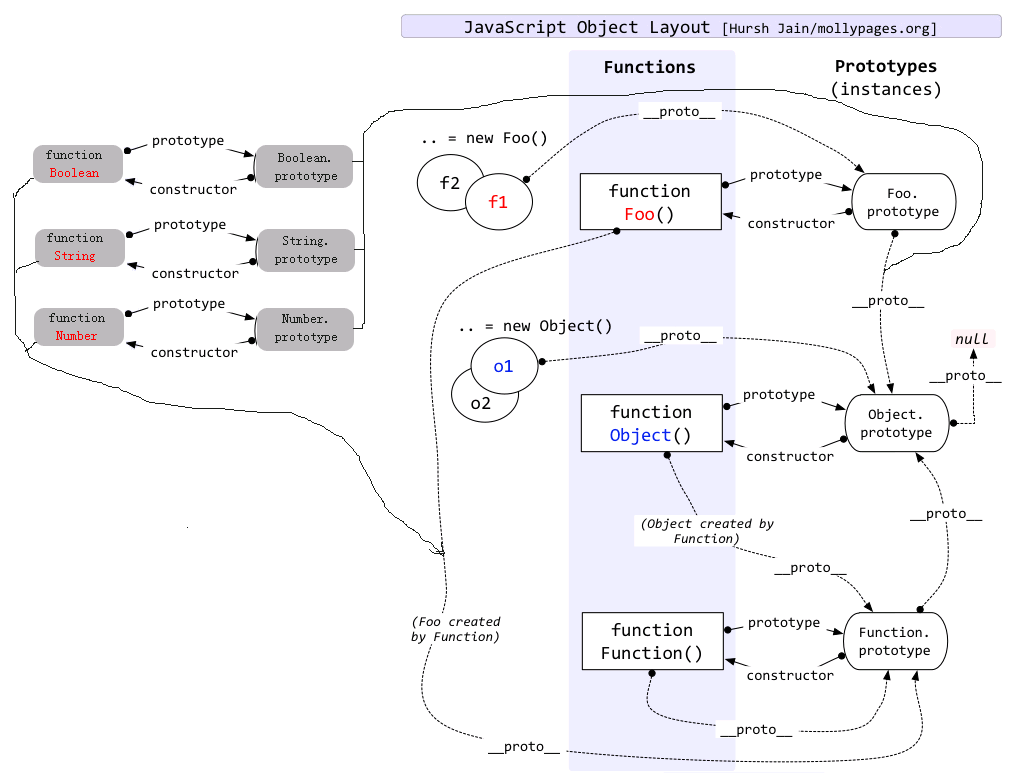 JavaScript Object Layout [Hursh Jain/mollypages.org]
Functions
Prototypes
(instances)
function
Boolean
prototype
constructor
Boolean.
prototype
function
String
prototype
constructor
String.
prototype
function
Number
prototype
constructor
Number.
prototype
.. = new Foo()
f2
f1
__proto__
function
Foo()
prototype
constructor
Foo.
prototype
__proto__
.. = new Object()
o1
o2
__proto__
null
__proto__
function
Object()
prototype
constructor
Object.
prototype
(Object created by
Function)
__proto__
__proto__
(Foo created
by Function)
function
Function()
prototype
constructor
Function.
prototype
__proto__
__proto__